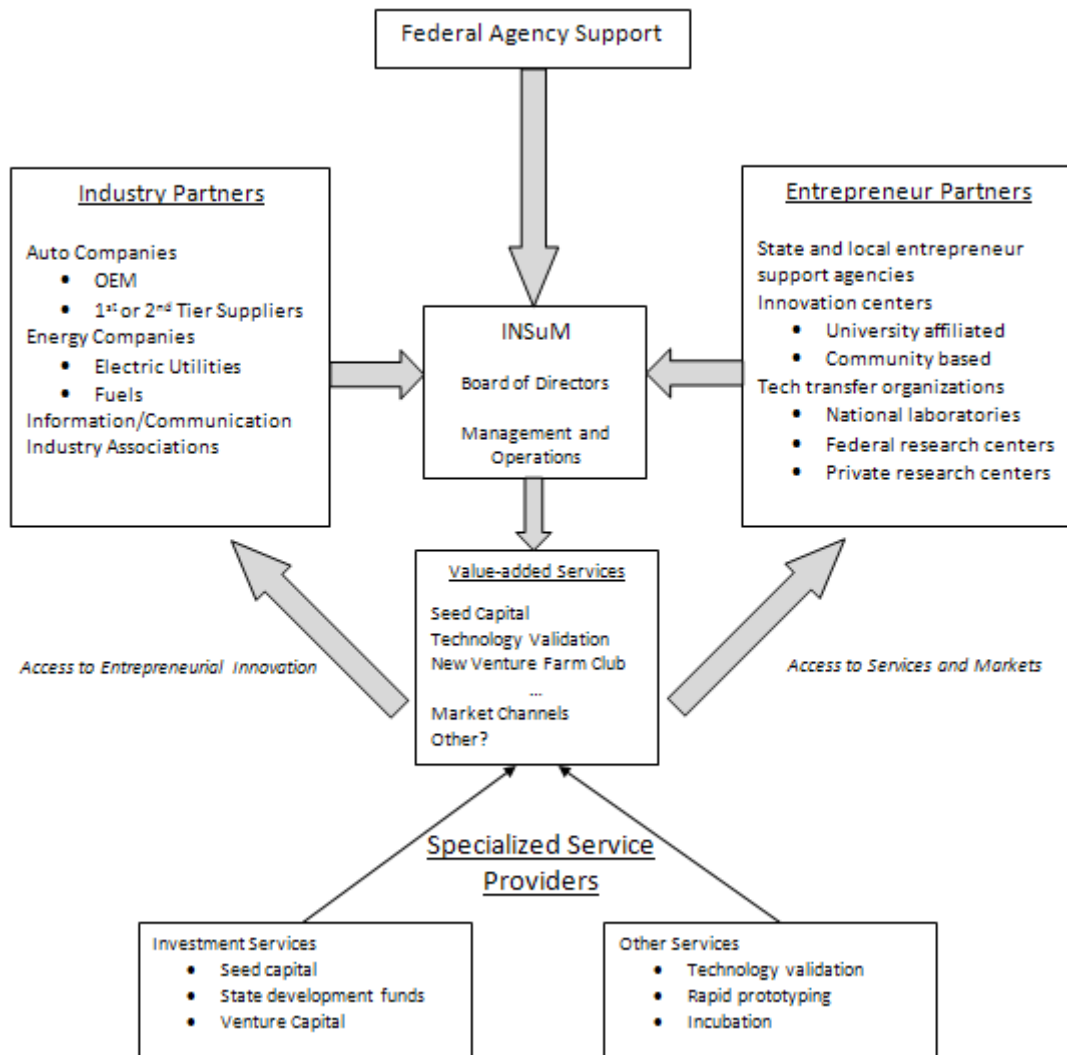 Federal Agency Support
Industry Partners
Auto Companies
• OEM
• 1st or 2nd Tier Suppliers
Energy Companies
• Electric Utilities
• Fuels
Information/Communication
Industry Associations
INSuM
Board of Directors
Management and
Operations
Entrepreneur Partners
State and local entrepreneur
support agencies
Innovation centers
• University affiliated
• Community based
Tech transfer organizations
• National laboratories
• Federal research centers
• Private research centers
Value-added Services
Seed Capital
Technology Validation
New Venture Farm Club
...
Market Channels
Other?
Access to Entrepreneurial Innovation
Access to Services and Markets
Specialized Service
Providers
Investment Services
• Seed capital
• State development funds
• Venture Capital
Other Services
• Technology validation
• Rapid prototyping
• Incubation